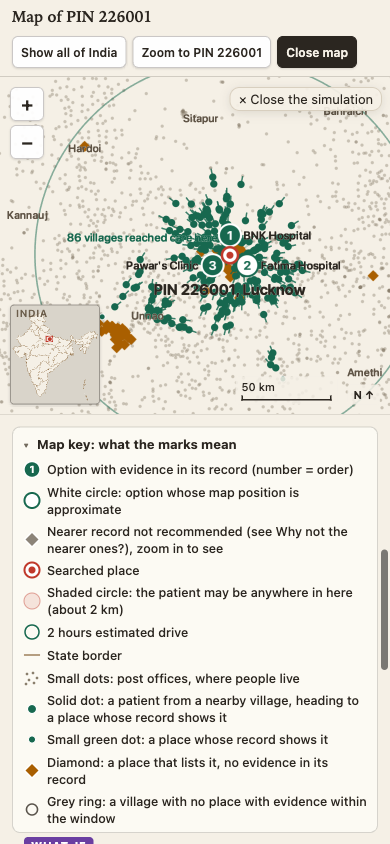 Map of PIN 226001
Show all of India
Zoom to PIN 226001
Close map
+
× Close the simulation
Sitapur
−
Hardoi
Kannauj
1
BNK Hospital
86 villages reached
Pawar's Clinic
3
2
Fatima Hospital
PIN 226001, Lucknow
INDIA
Amethi
50 km
N ↑
▾ Map key: what the marks mean
1 Option with evidence in its record (number = order)
White circle: option whose map position is
approximate
Nearer record not recommended (see Why not the
nearer ones?), zoom in to see
Searched place
Shaded circle: the patient may be anywhere in here
(about 2 km)
2 hours estimated drive
State border
Small dots: post offices, where people live
Solid dot: a patient from a nearby village, heading to
a place whose record shows it
Small green dot: a place whose record shows it
Diamond: a place that lists it, no evidence in its
record
Grey ring: a village with no place with evidence within
the window